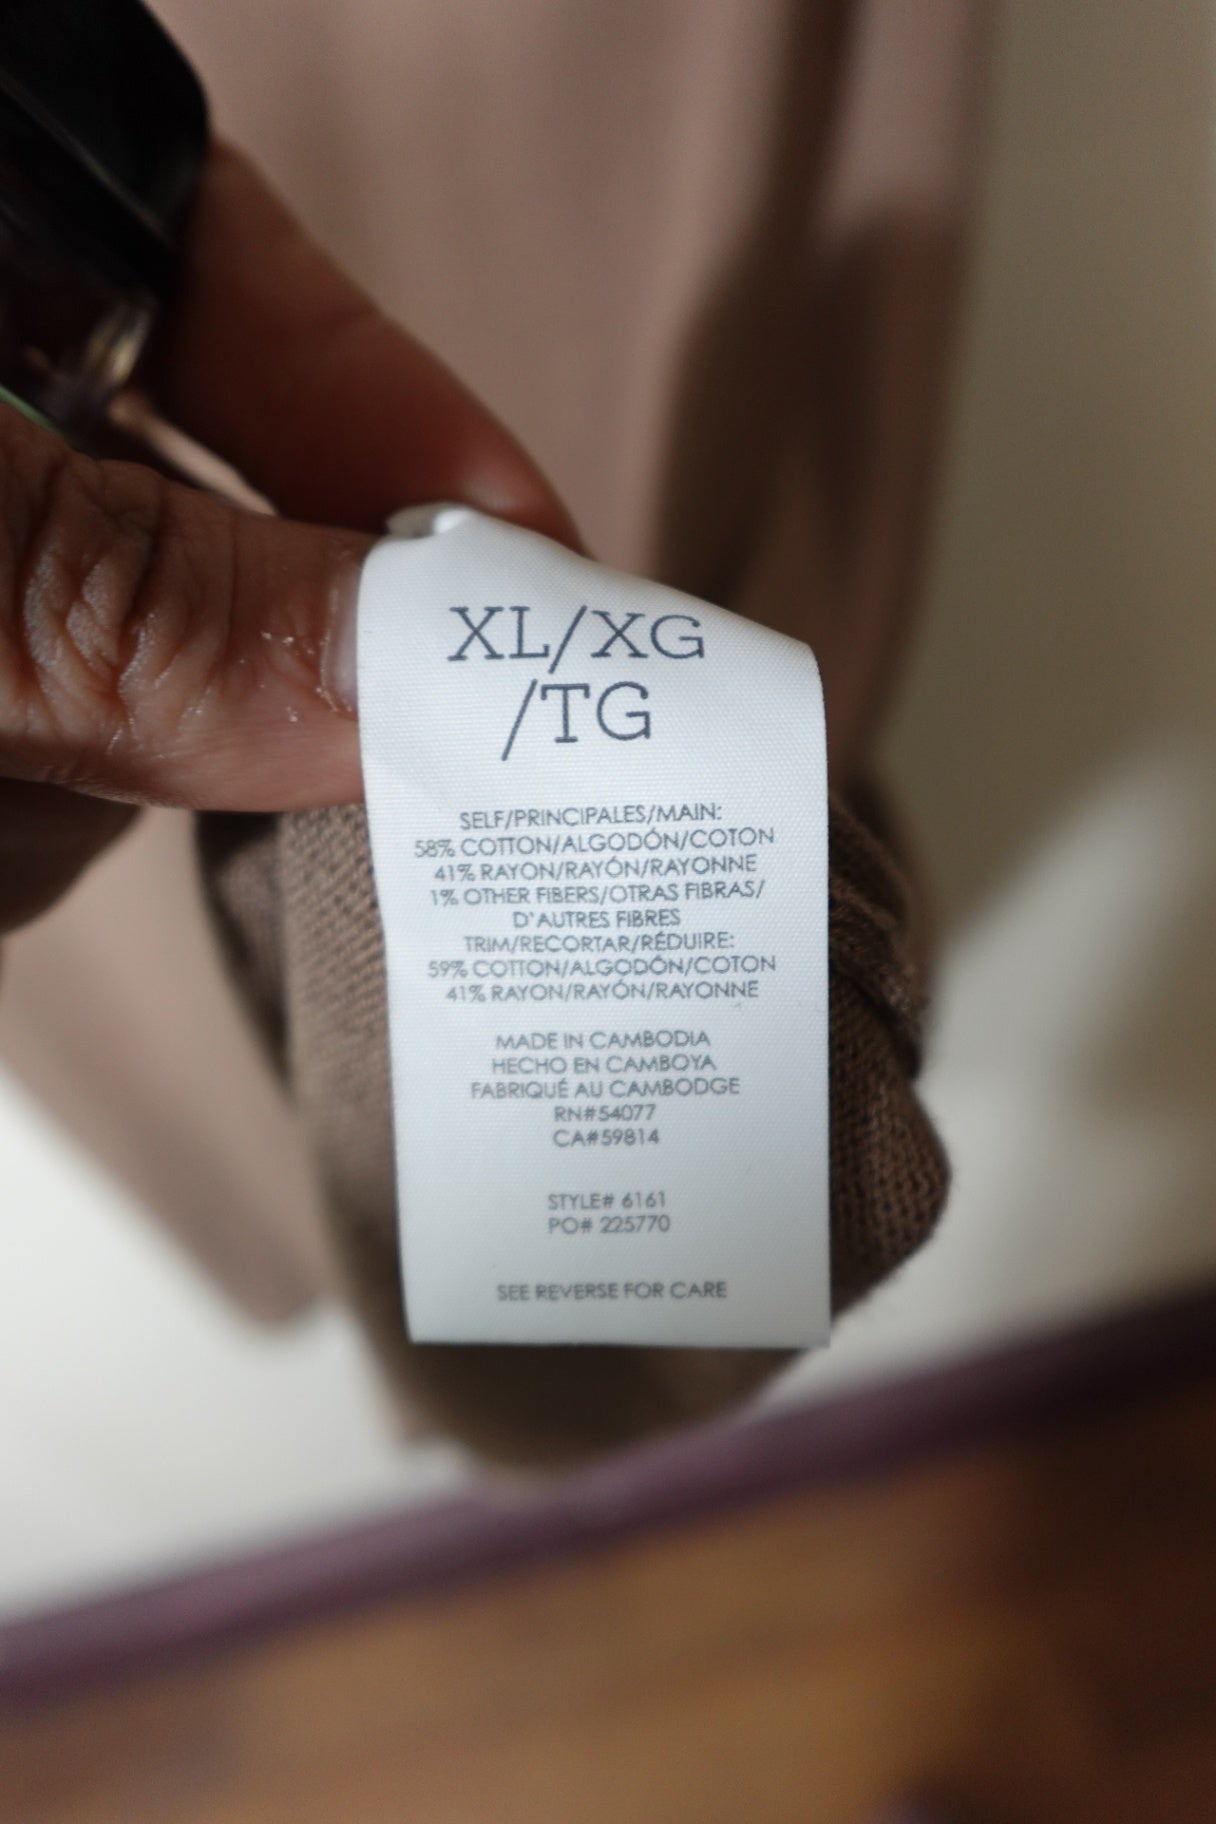 XL/XG
/TG
SELF/PRINCIPALES/MAIN:
58% COTTON/ALGODÓN/COTON
41% RAYON/RAYÓN/RAYONNE
1% OTHER FIBERS/OTRAS FIBRAS/
D'AUTRES FIBRES
TRIM/RECORTAR/RÉDUIRE:
59% COTTON/ALGODÓN/COTON
41% RAYON/RAYÓN/RAYONNE
MADE IN CAMBODIA
HECHO EN CAMBOYA
FABRIQUÉ AU CAMBODGE
RN#54077
CA#59814
STYLE# 6161
PO# 225770
SEE REVERSE FOR CARE